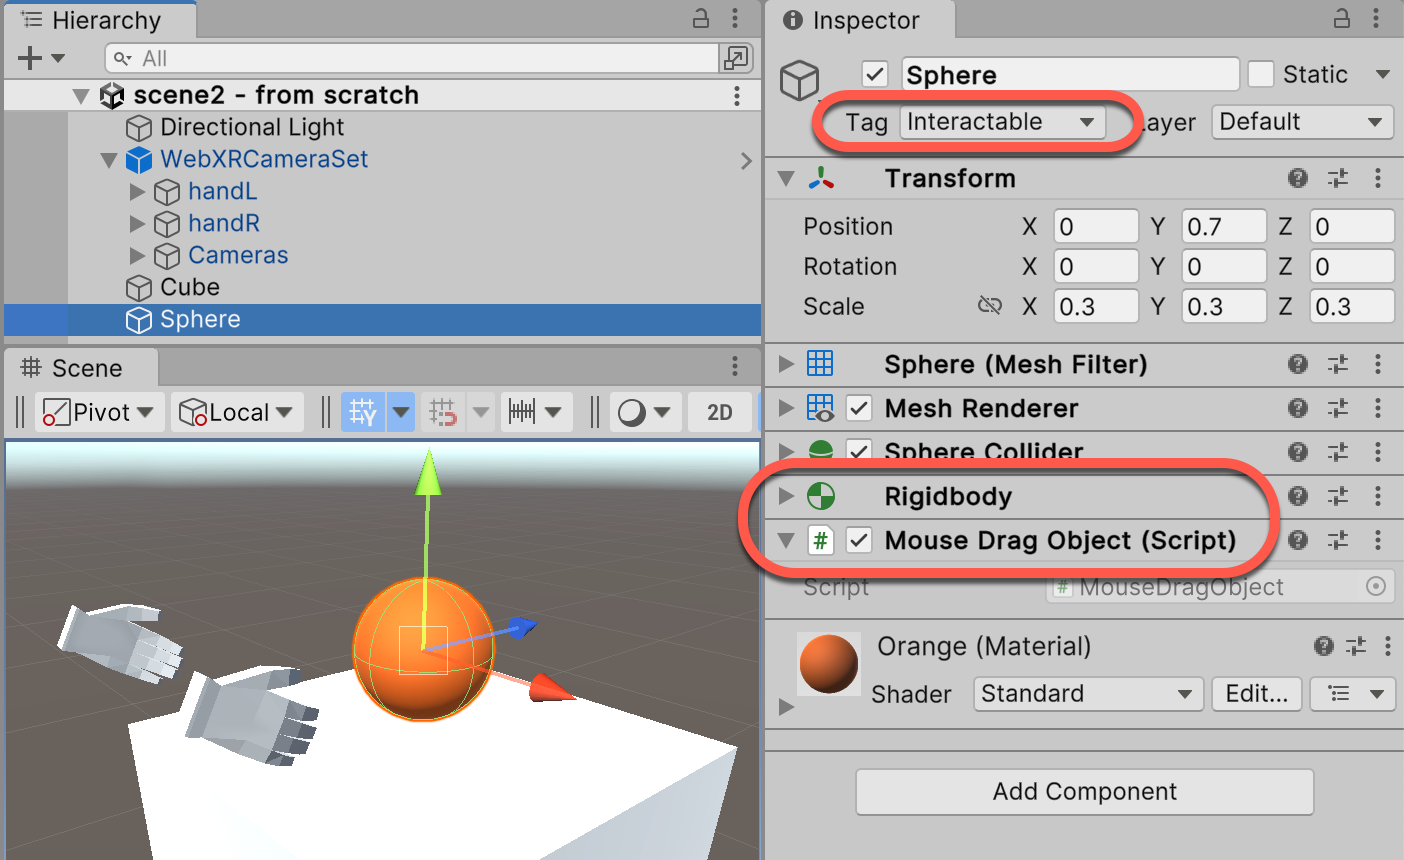 Hierarchy
All
scene2 - from scratch
Directional Light
WebXRCameraSet
handL
handR
Cameras
Cube
Sphere
Scene
Pivot Local Y 2D
Inspector
Sphere Static
Tag Interactable Layer Default
Transform
Position X 0 Y 0.7 Z 0
Rotation X 0 Y 0 Z 0
Scale X 0.3 Y 0.3 Z 0.3
Sphere (Mesh Filter)
Mesh Renderer
Sphere Collider
Rigidbody
# Mouse Drag Object (Script)
Script # MouseDragObject
Orange (Material)
Shader Standard Edit...
Add Component